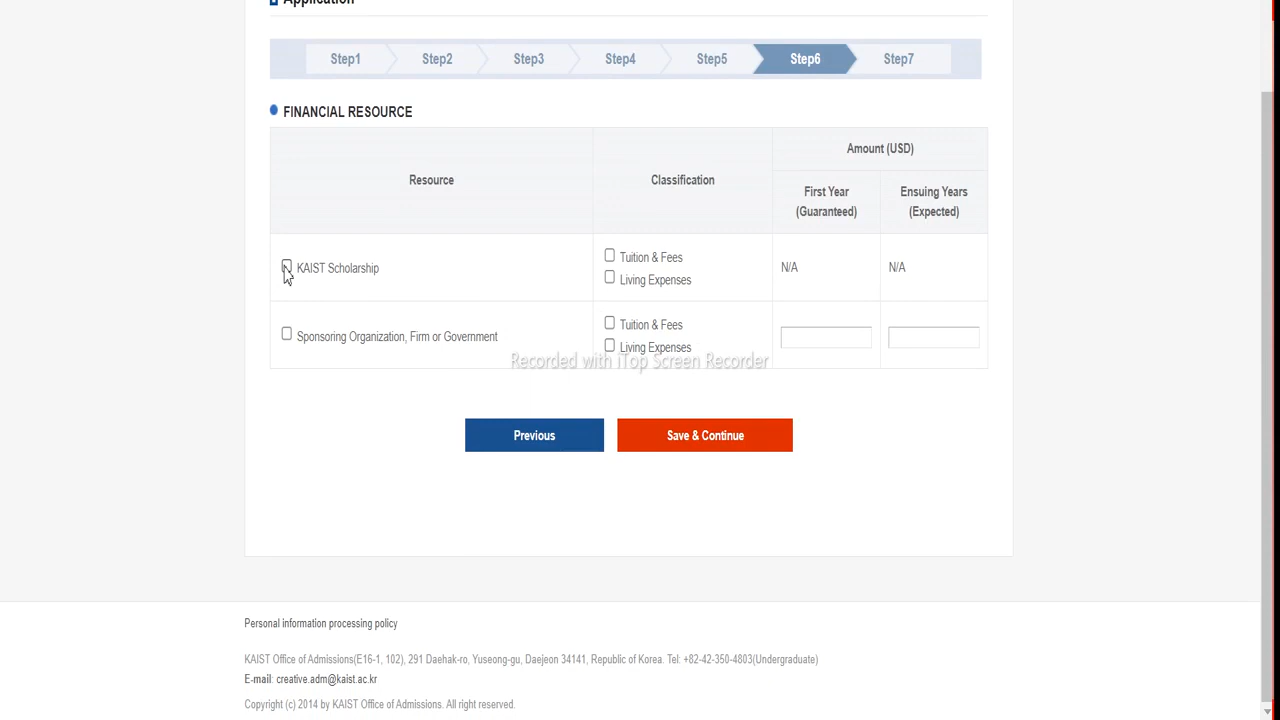 Application
Step1 Step2 Step3 Step4 Step5 Step6 Step7
FINANCIAL RESOURCE
Resource
Classification
Amount (USD)
First Year
(Guaranteed)
Ensuing Years
(Expected)
KAIST Scholarship
Tuition & Fees
Living Expenses
N/A
N/A
Sponsoring Organization, Firm or Government
Tuition & Fees
Living Expenses
Recorded with iTop Screen Recorder
Previous
Save & Continue
Personal information processing policy
KAIST Office of Admissions(E16-1, 102), 291 Daehak-ro, Yuseong-gu, Daejeon 34141, Republic of Korea. Tel: +82-42-350-4803(Undergraduate)
E-mail: creative.adm@kaist.ac.kr
Copyright (c) 2014 by KAIST Office of Admissions. All right reserved.